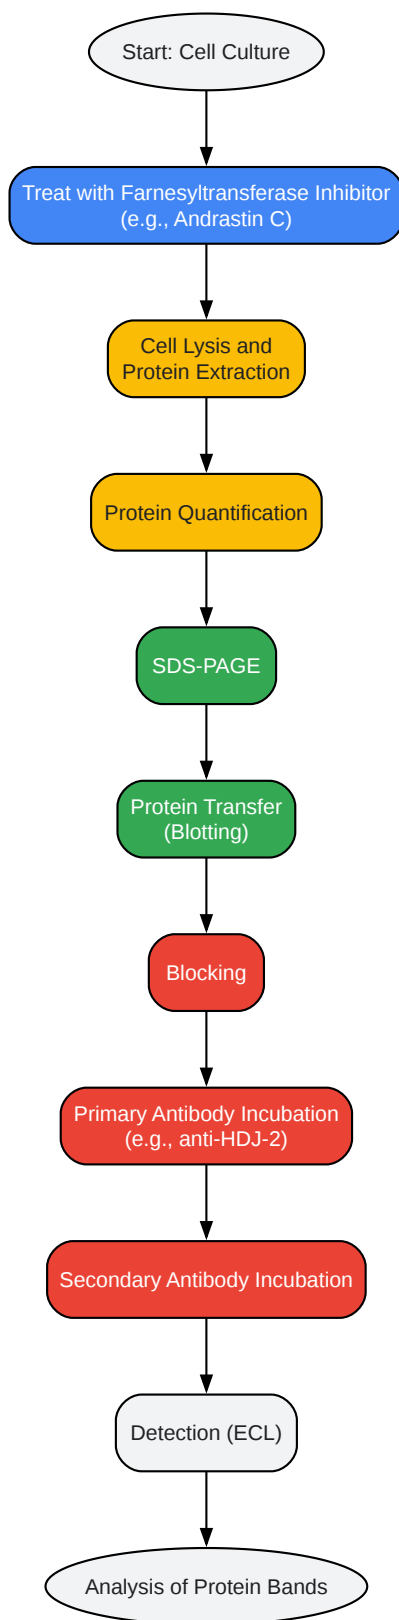 Start: Cell Culture
Treat with Farnesyltransferase Inhibitor
(e.g., Andrastin C)
Cell Lysis and
Protein Extraction
Protein Quantification
SDS-PAGE
Protein Transfer
(Blotting)
Blocking
Primary Antibody Incubation
(e.g., anti-HDJ-2)
Secondary Antibody Incubation
Detection (ECL)
Analysis of Protein Bands